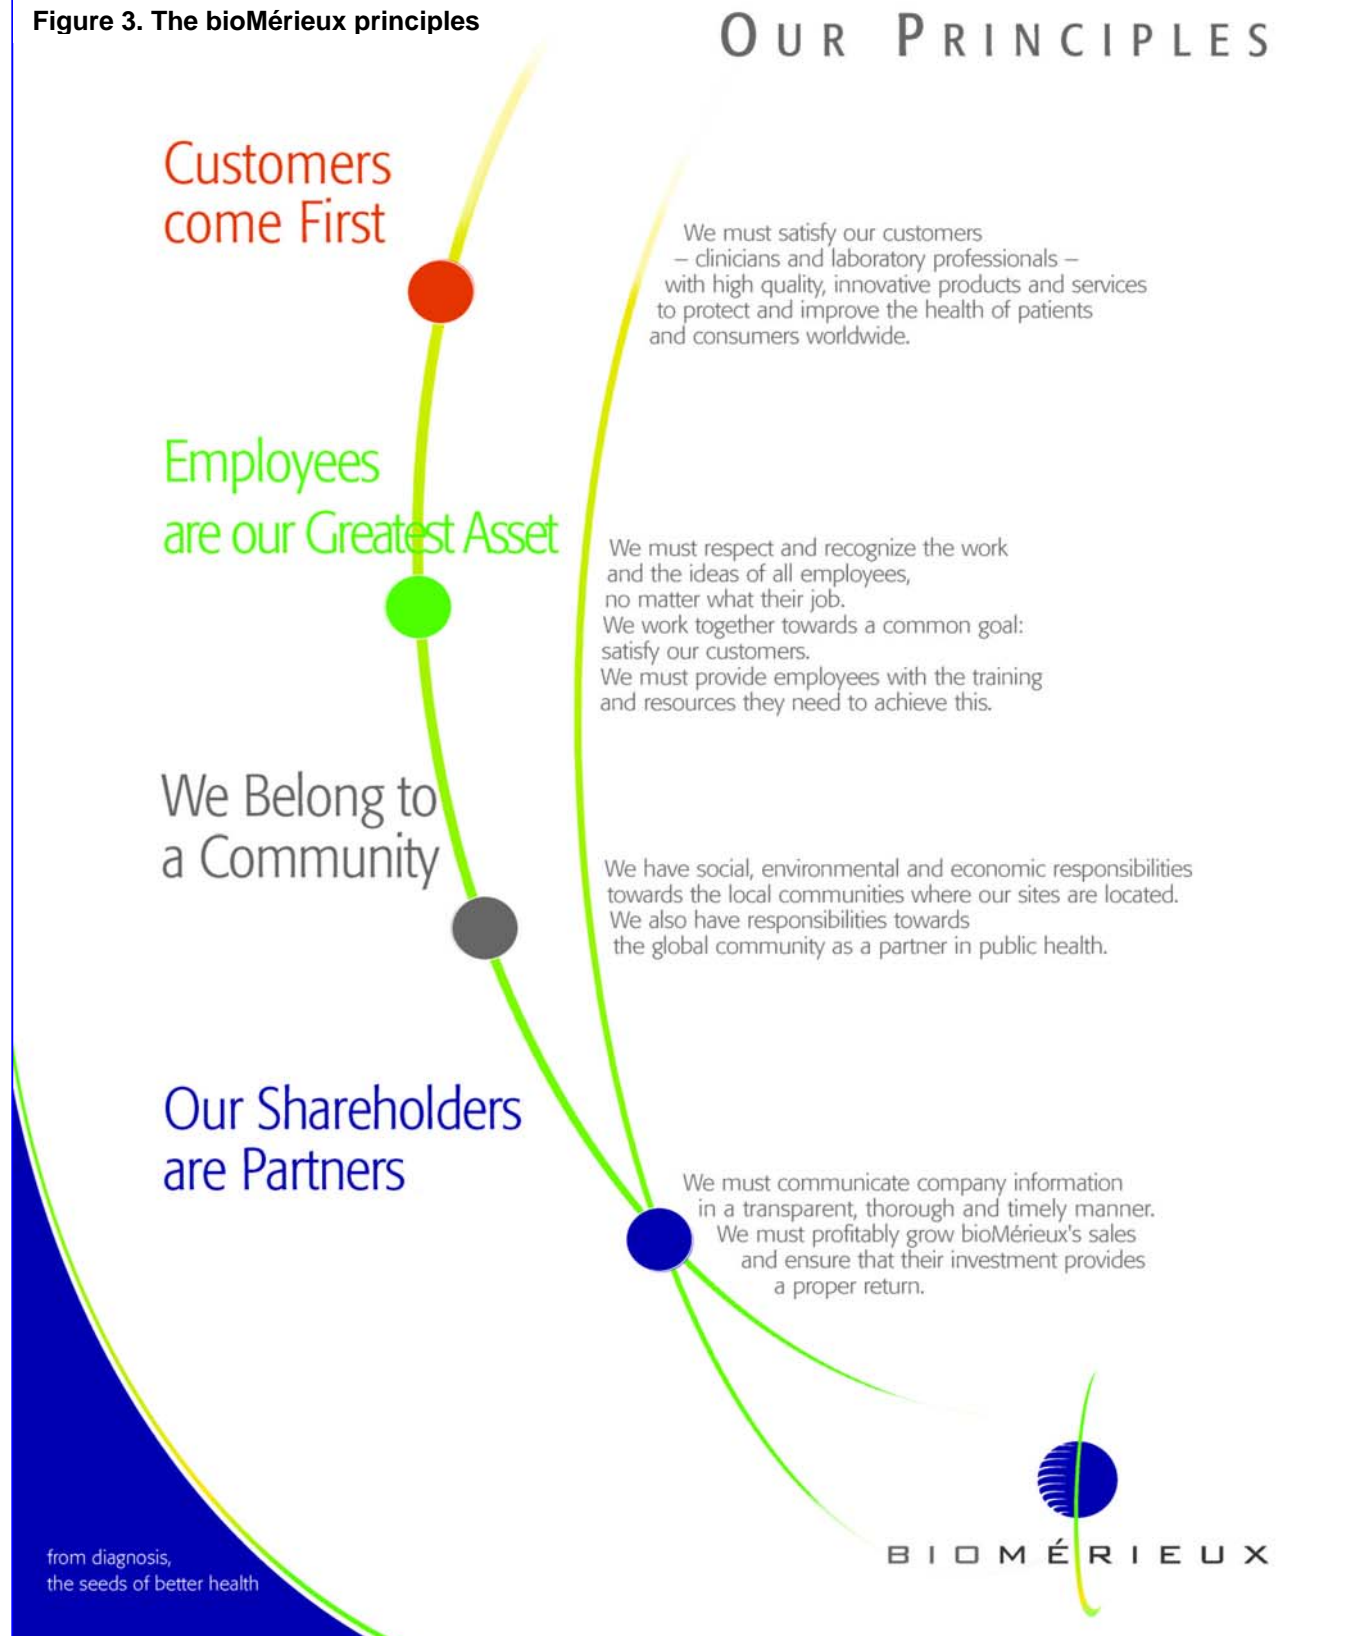 Figure 3. The bioMérieux principles
OUR PRINCIPLES
Customers
come First
We must satisfy our customers
– clinicians and laboratory professionals –
with high quality, innovative products and services
to protect and improve the health of patients
and consumers worldwide.
Employees
are our Greatest Asset
We must respect and recognize the work
and the ideas of all employees,
no matter what their job.
We work together towards a common goal:
satisfy our customers.
We must provide employees with the training
and resources they need to achieve this.
We Belong to
a Community
We have social, environmental and economic responsibilities
towards the local communities where our sites are located.
We also have responsibilities towards
the global community as a partner in public health.
Our Shareholders
are Partners
We must communicate company information
in a transparent, thorough and timely manner.
We must profitably grow bioMérieux's sales
and ensure that their investment provides
a proper return.
BIOMÉRIEUX
from diagnosis,
the seeds of better health